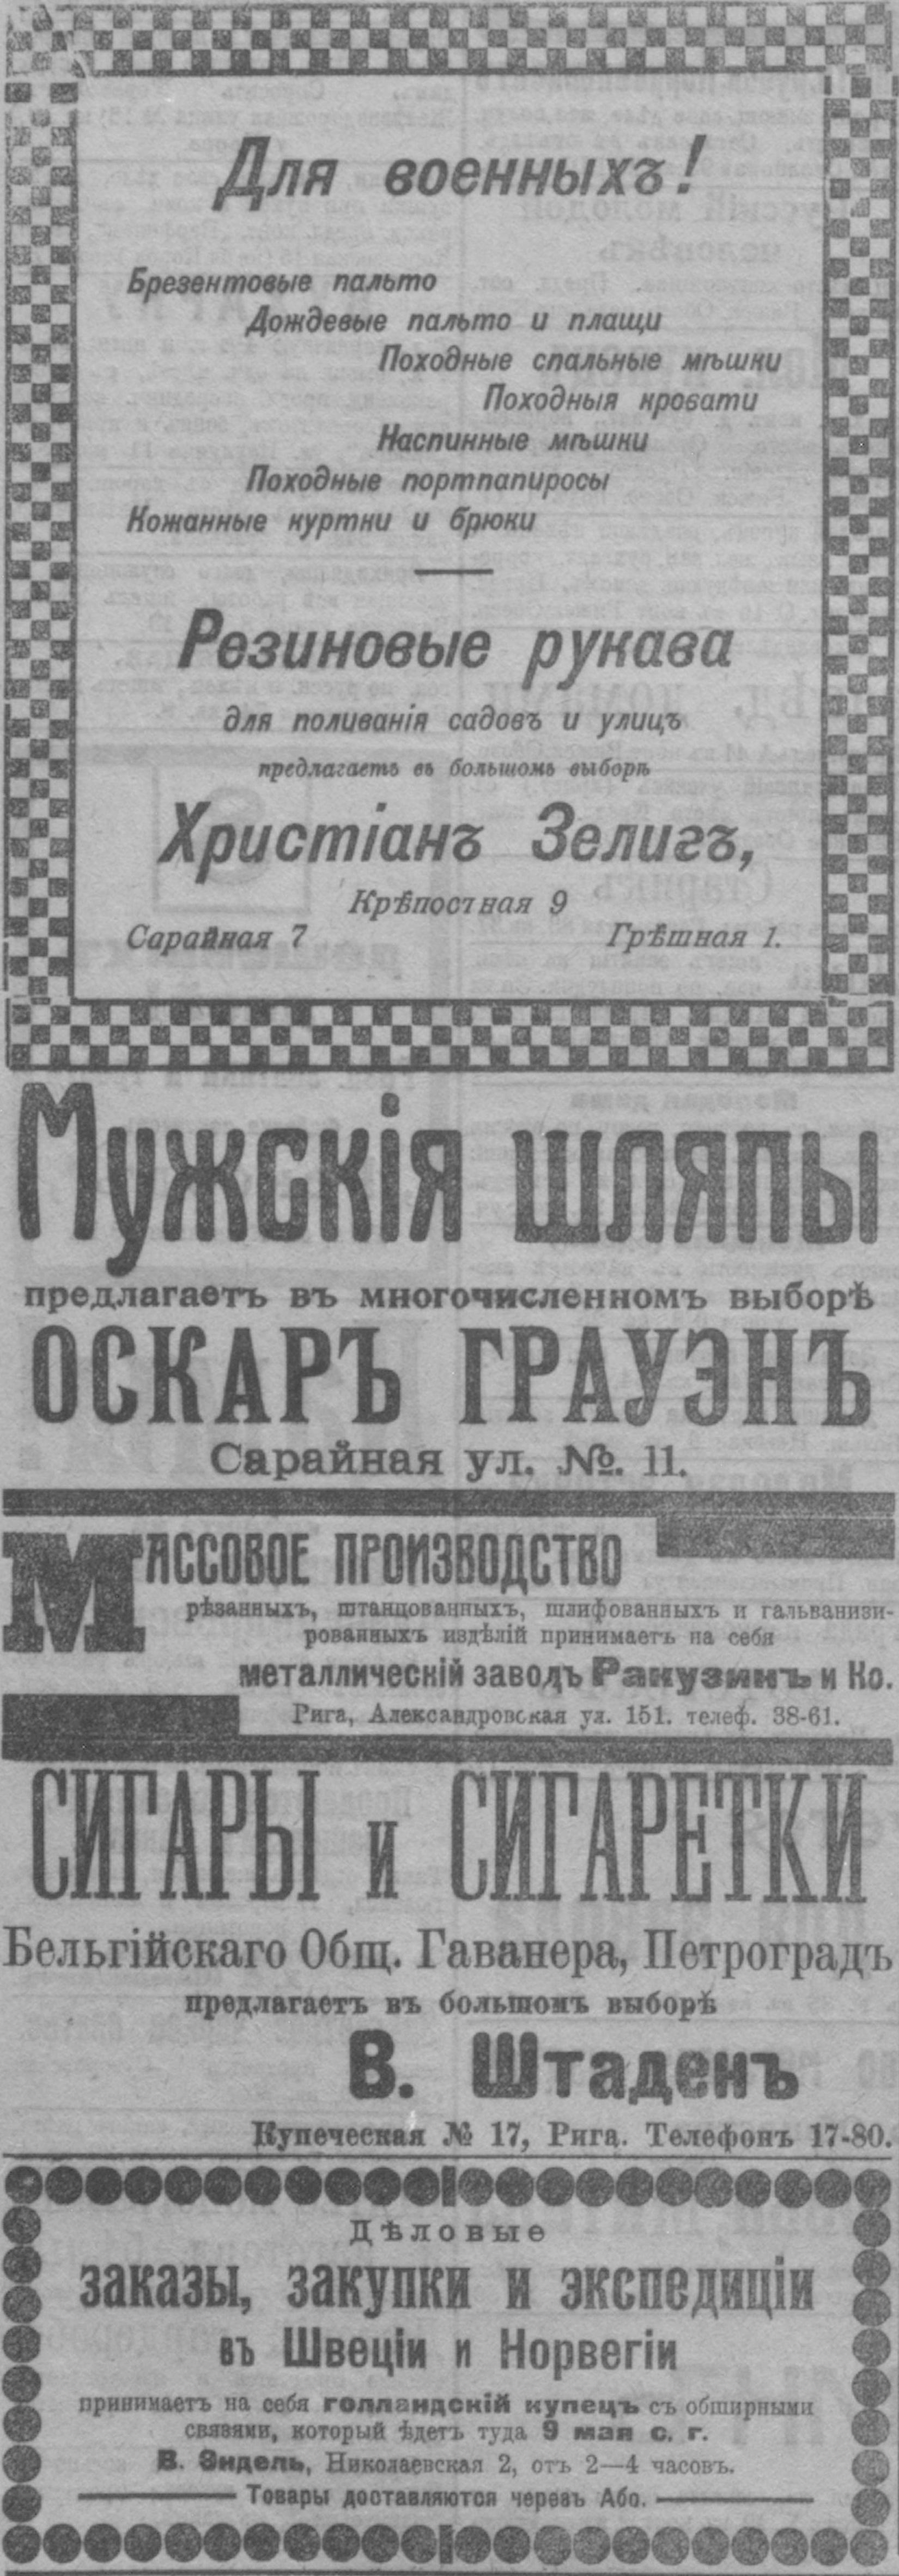 Для военныхъ!
Брезентовые пальто
Дождевые пальто и плащи
Походные спальные мѣшки
Походныя кровати
Наспинные мѣшки
Походные портпапиросы
Кожанные куртки и брюки
Резиновые рукава
для поливанія садовъ и улицъ
предлагаетъ въ большомъ выборѣ
Христіанъ Зелигъ,
Крѣпостная 9
Сарайная 7 Грѣшная 1.
Мужскія шляпы
предлагаетъ въ многочисленномъ выборѣ
ОСКАРЪ ГРАУЭНЪ
Сарайная ул. №. 11.
МАССОВОЕ ПРОИЗВОДСТВО
рѣзанныхъ, штанцованныхъ, шлифованныхъ и гальванизи-
рованныхъ издѣлій принимаетъ на себя
металлическій заводъ Ракузинъ и Ко.
Рига, Александровская ул. 151. телеф. 38-61.
СИГАРЫ и СИГАРЕТКИ
Бельгійскаго Общ. Гаванера, Петроградъ
предлагаетъ въ большомъ выборѣ
В. Штаденъ
Купеческая № 17, Рига. Телефонъ 17-80.
Дѣловые
заказы, закупки и экспедиціи
въ Швеціи и Норвегіи
принимаетъ на себя голландскій купецъ съ обширными
связями, который ѣдетъ туда 9 мая с. г.
В. Эндель, Николаевская 2, отъ 2—4 часовъ.
Товары доставляются черезъ Або.